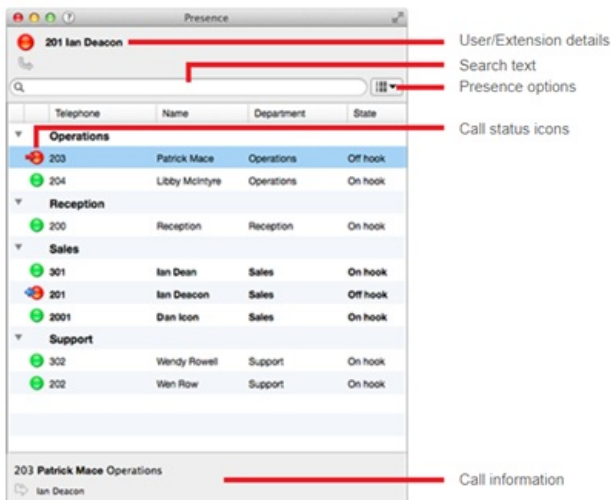 Presence
201 Ian Deacon
User/Extension details
Search text
Presence options
Telephone Name Department State
Call status icons
Operations
203 Patrick Mace Operations Off hook
204 Libby McIntyre Operations On hook
Reception
200 Reception Reception On hook
Sales
301 Ian Dean Sales On hook
201 Ian Deacon Sales Off hook
2001 Dan Icon Sales On hook
Support
302 Wendy Rowell Support On hook
202 Wen Row Support On hook
203 Patrick Mace Operations
Call information
Ian Deacon